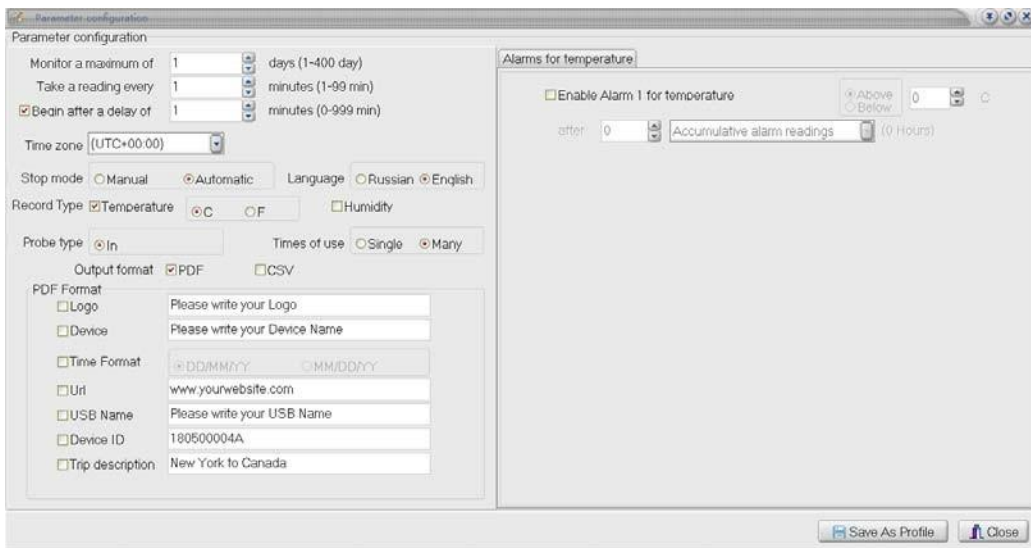 Parameter configuration
Parameter configuration
Monitor a maximum of 1 days (1-400 day)
Take a reading every 1 minutes (1-99 min)
Begin after a delay of 1 minutes (0-999 min)
Time zone (UTC+00:00)
Stop mode Manual Automatic Language Russian English
Record Type Temperature C F Humidity
Probe type In Times of use Single Many
Output format PDF CSV
PDF Format
Logo Please write your Logo
Device Please write your Device Name
Time Format DD/MM/YY MM/DD/YY
Url www.yourwebsite.com
USB Name Please write your USB Name
Device ID 180500004A
Trip description New York to Canada
Alarms for temperature
Enable Alarm 1 for temperature Above Below 0 C
after 0 Accumulative alarm readings (0 Hours)
Save As Profile Close